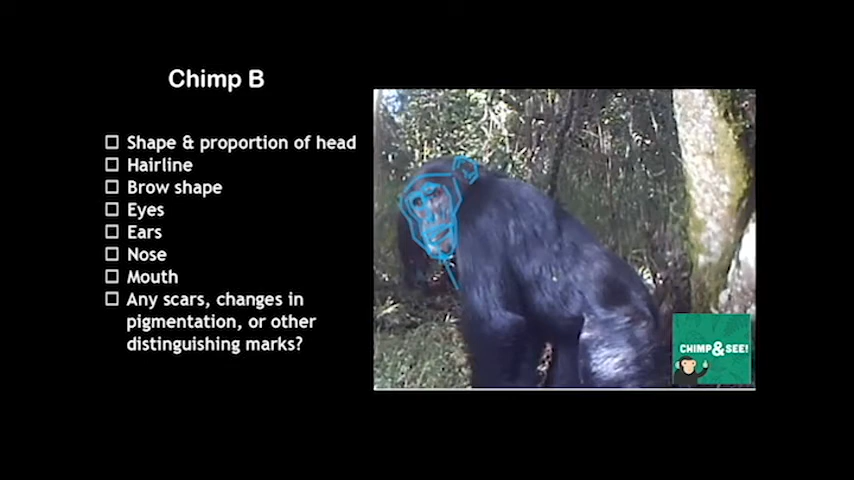 Chimp B
☐ Shape & proportion of head
☐ Hairline
☐ Brow shape
☐ Eyes
☐ Ears
☐ Nose
☐ Mouth
☐ Any scars, changes in
pigmentation, or other
distinguishing marks?
CHIMP&SEE!